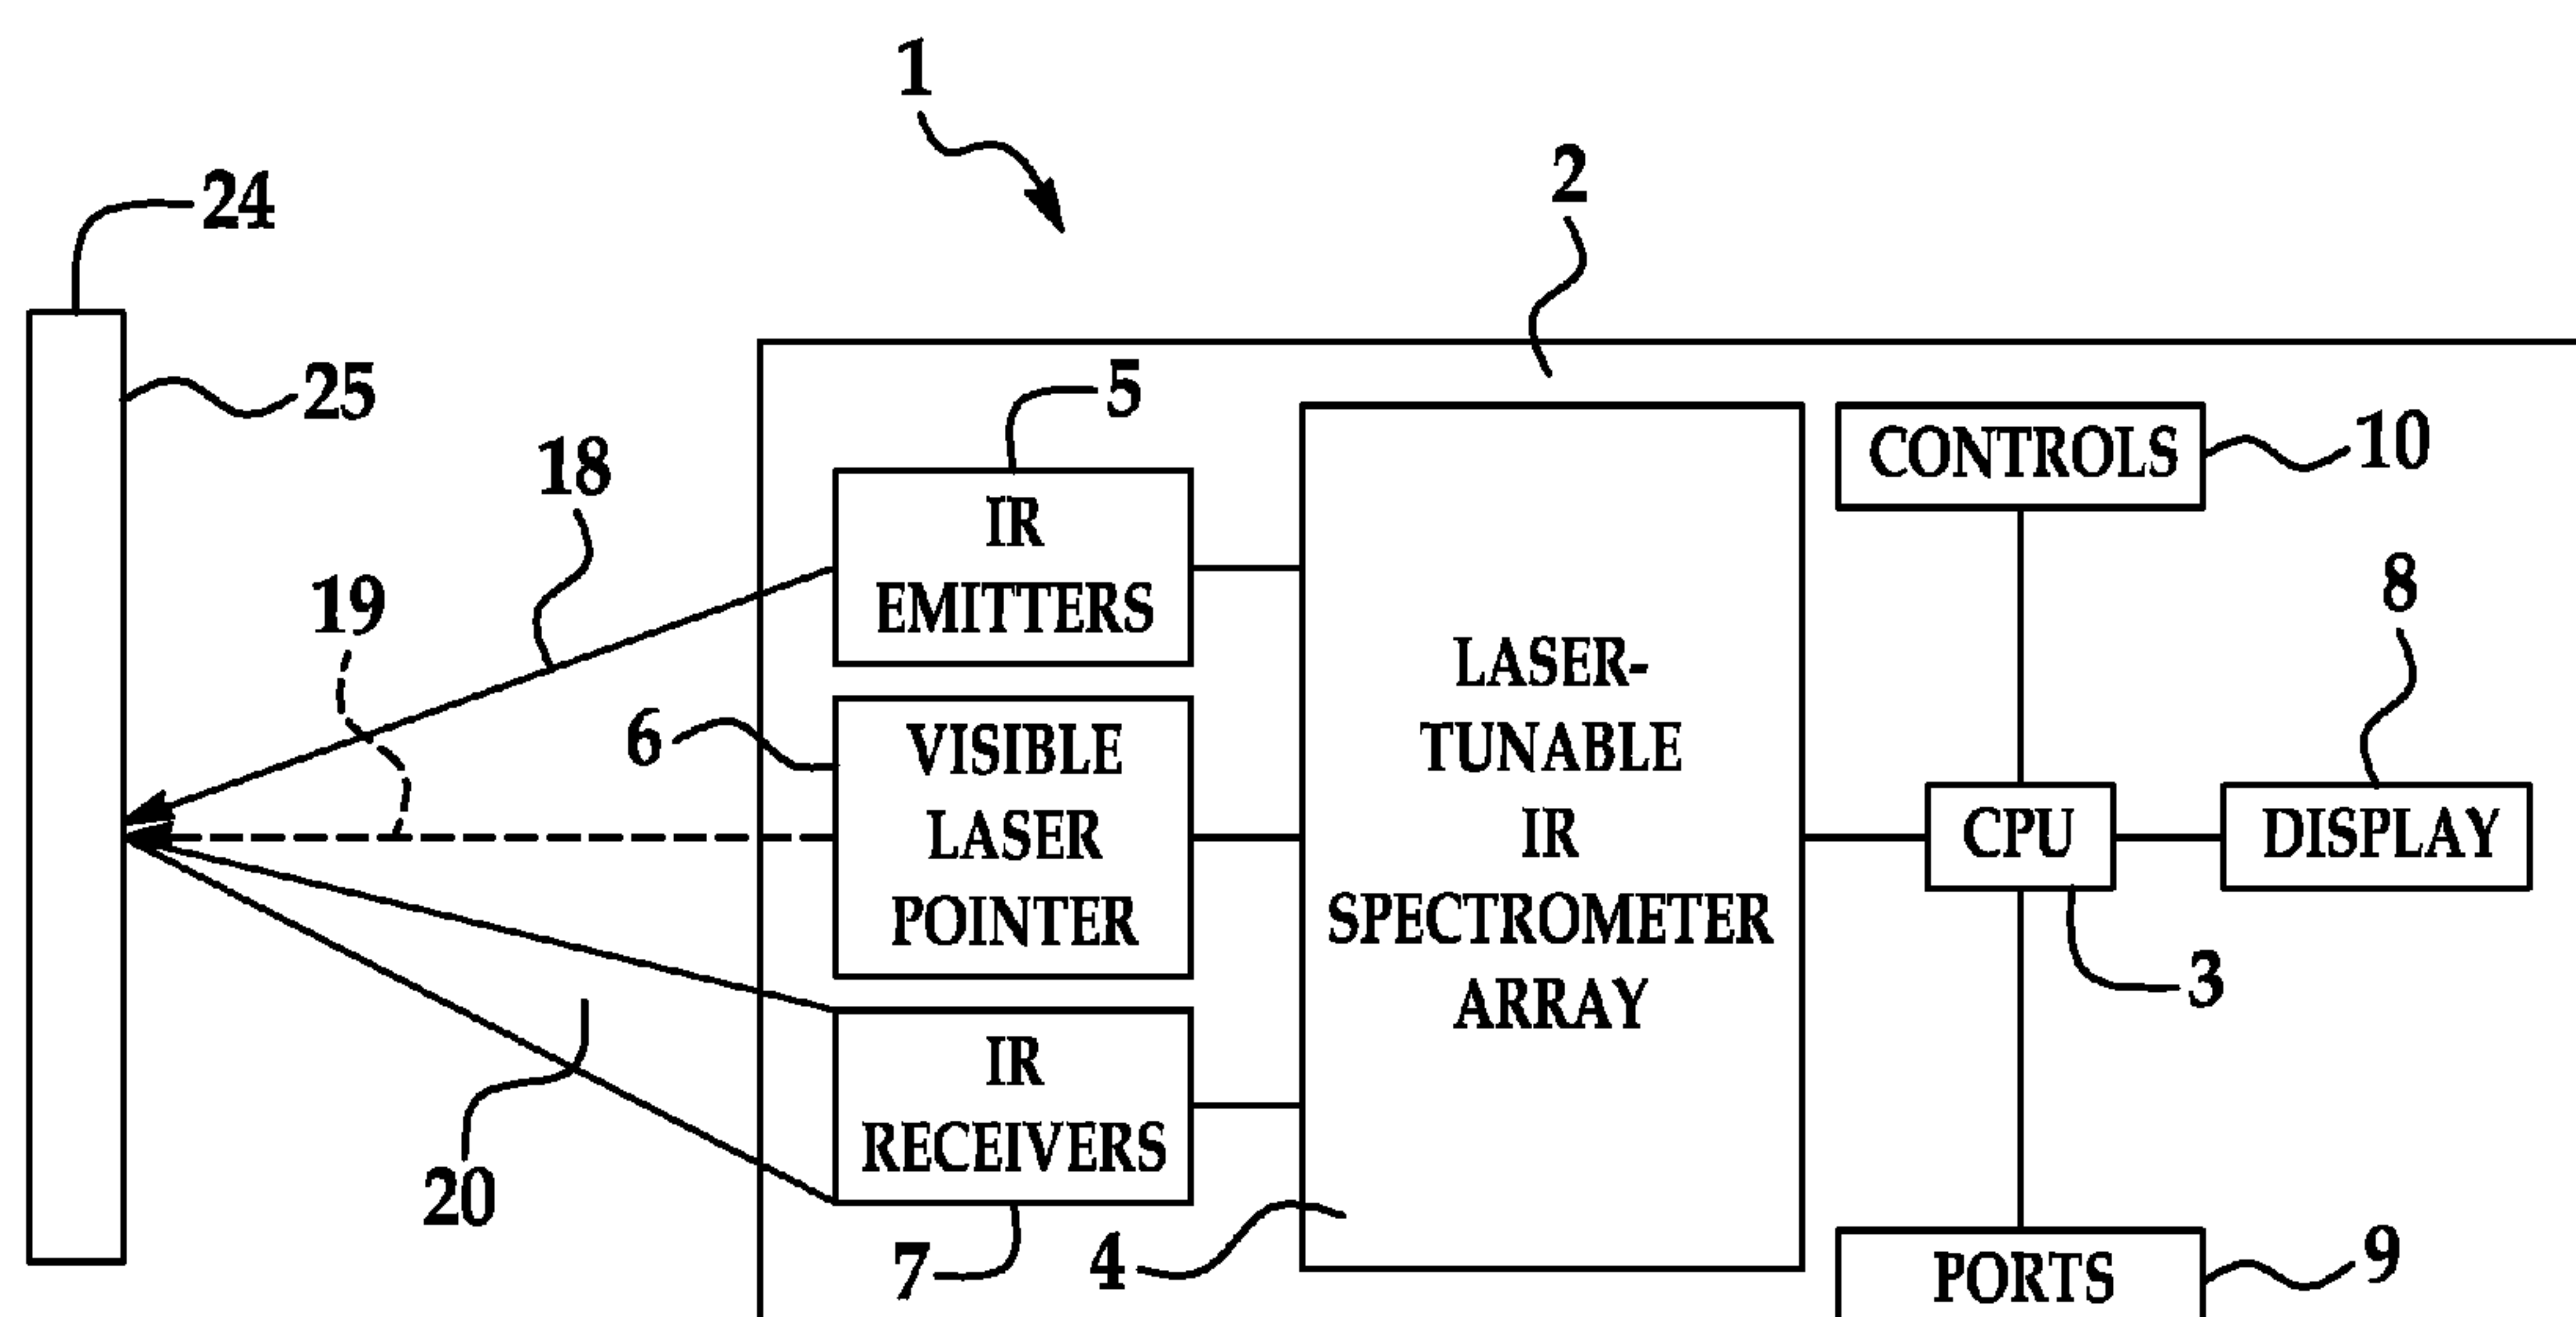 1
2
24
25
5
CONTROLS
10
18
IR
EMITTERS
8
19
LASER-
TUNABLE
IR
SPECTROMETER
ARRAY
6
VISIBLE
LASER
POINTER
CPU
DISPLAY
3
IR
RECEIVERS
20
7
4
PORTS
9